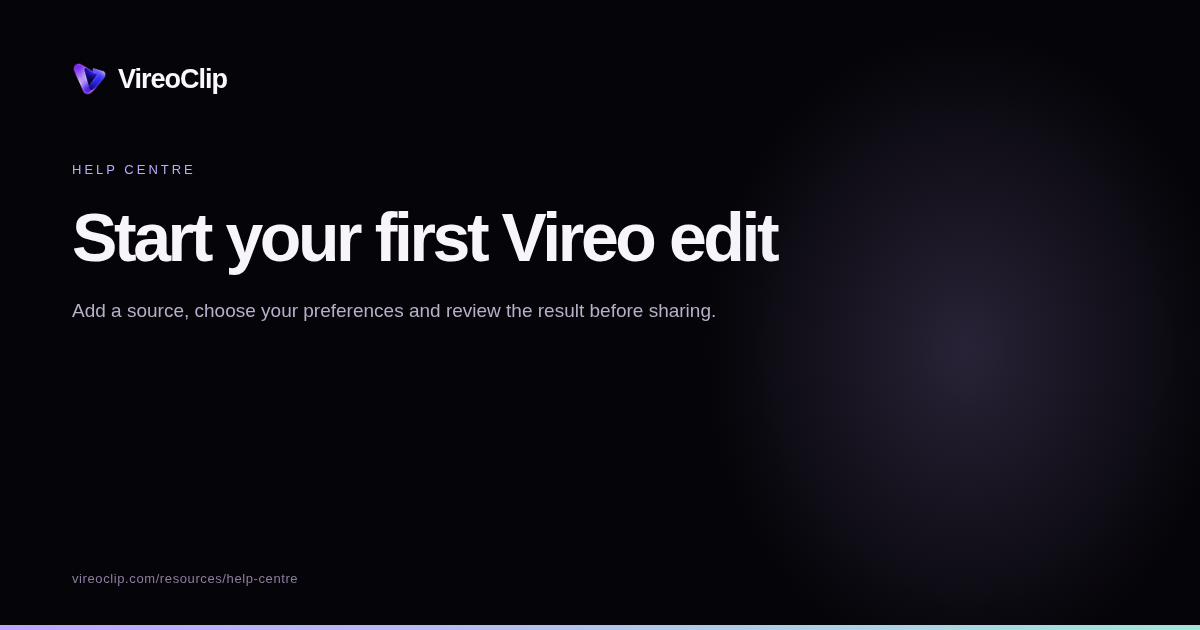 VireoClip
HELP CENTRE
Start your first Vireo edit
Add a source, choose your preferences and review the result before sharing.
vireoclip.com/resources/help-centre